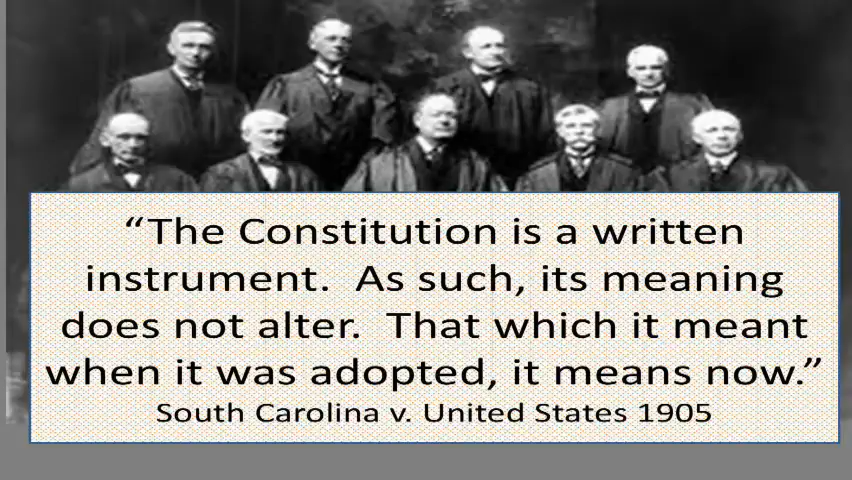 “The Constitution is a written
instrument.  As such, its meaning
does not alter.  That which it meant
when it was adopted, it means now.”
South Carolina v. United States 1905